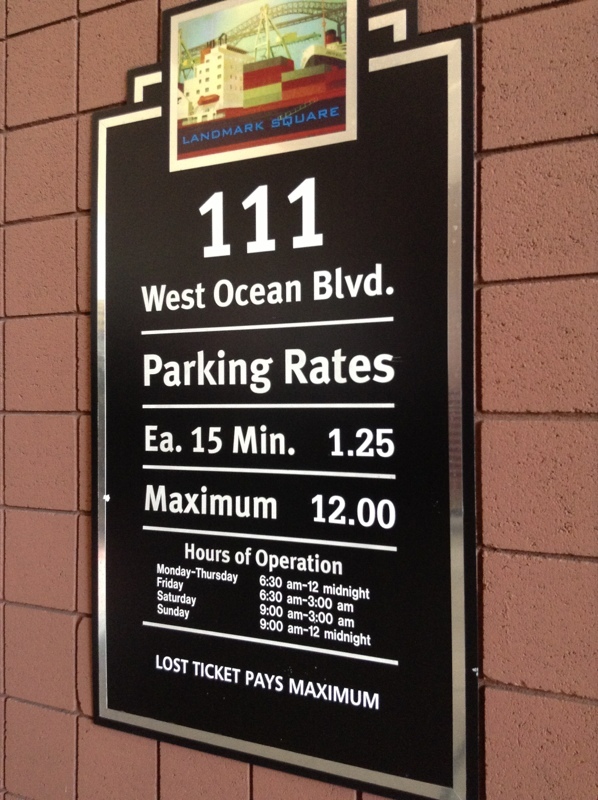 LANDMARK SQUARE
111
West Ocean Blvd.
Parking Rates
Ea. 15 Min. 1.25
Maximum 12.00
Hours of Operation
Monday-Thursday 6:30 am-12 midnight
Friday 6:30 am-3:00 am
Saturday 9:00 am-3:00 am
Sunday 9:00 am-12 midnight
LOST TICKET PAYS MAXIMUM